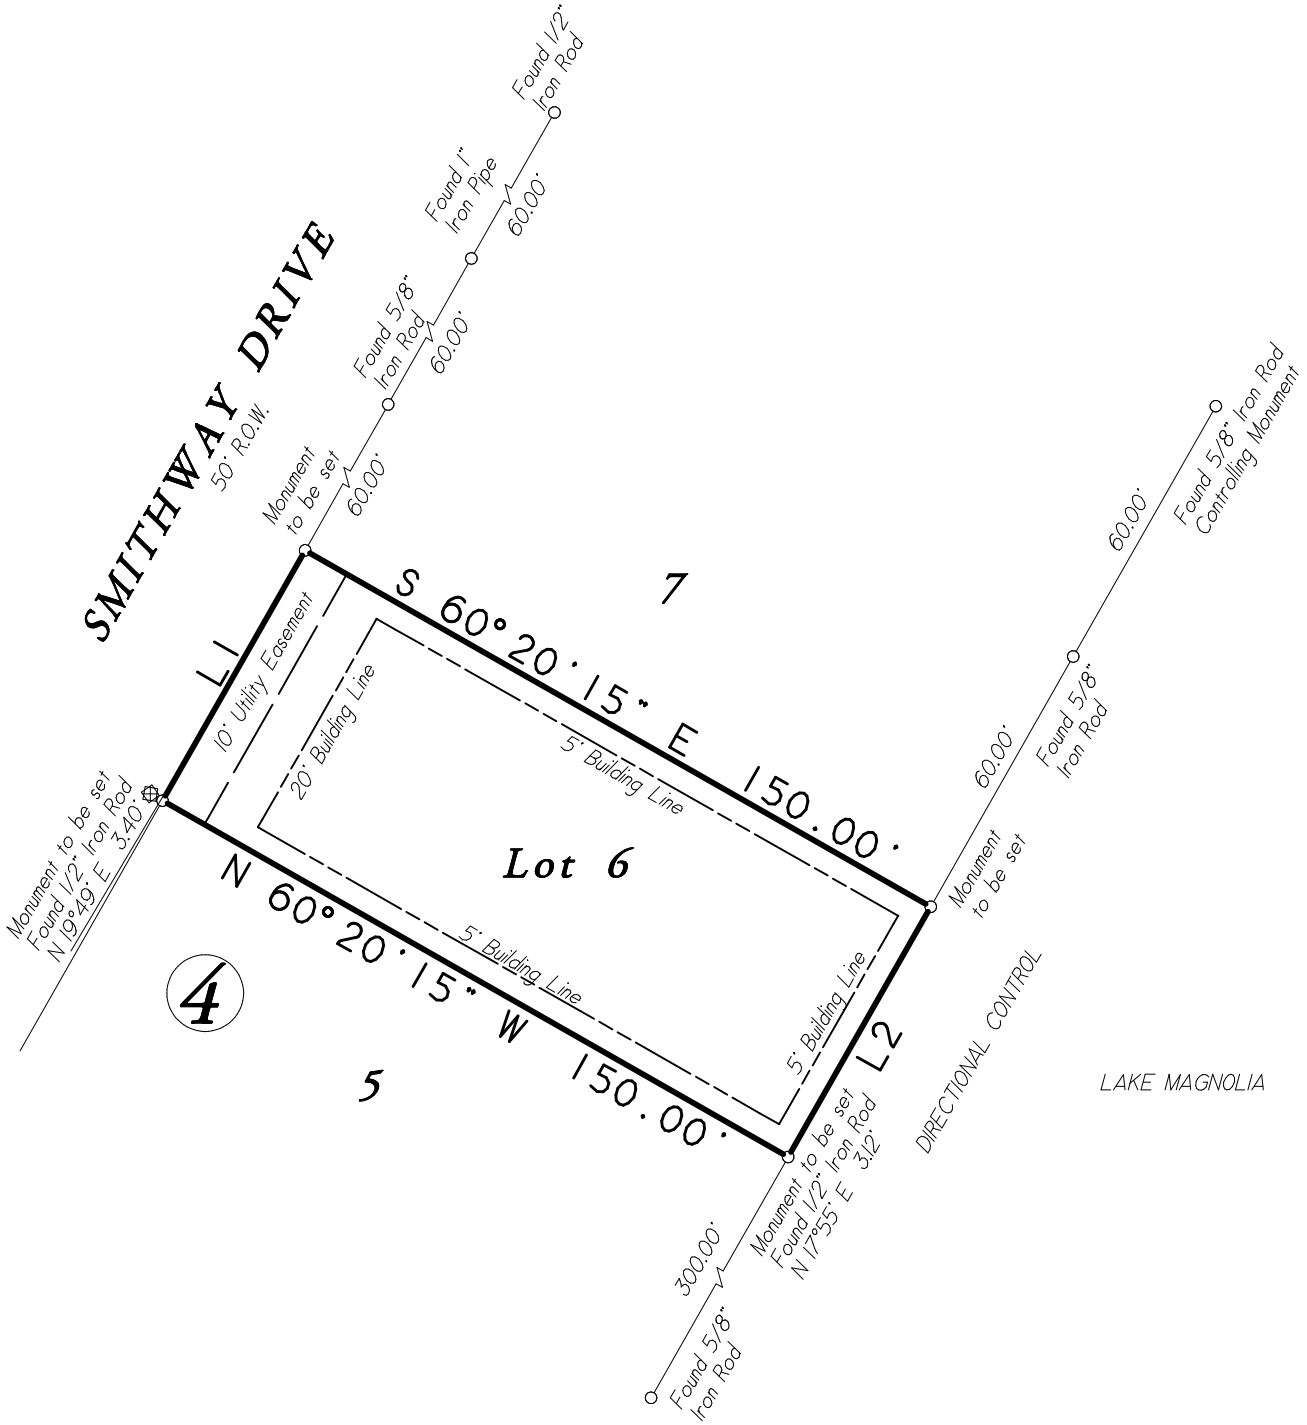 Found 1/2"
Iron Rod
Found 1"
Iron Pipe
60.00'
Found 5/8"
Iron Rod
60.00'
SMITHWAY DRIVE
50' R.O.W.
Monument
to be set
60.00'
Found 5/8" Iron Rod
Controlling Monument
60.00'
Found 5/8"
Iron Rod
60.00'
Monument
to be set
7
S 60°20'15" E 150.00'
L1
10' Utility Easement
20' Building Line
5' Building Line
Lot 6
5' Building Line
5' Building Line
N 60°20'15" W 150.00'
L2
Monument to be set
Found 1/2" Iron Rod
N 19°49' E 3.40'
4
5
DIRECTIONAL CONTROL
LAKE MAGNOLIA
Monument to be set
Found 1/2" Iron Rod
N 17°55' E 3.12'
300.00'
Found 5/8"
Iron Rod